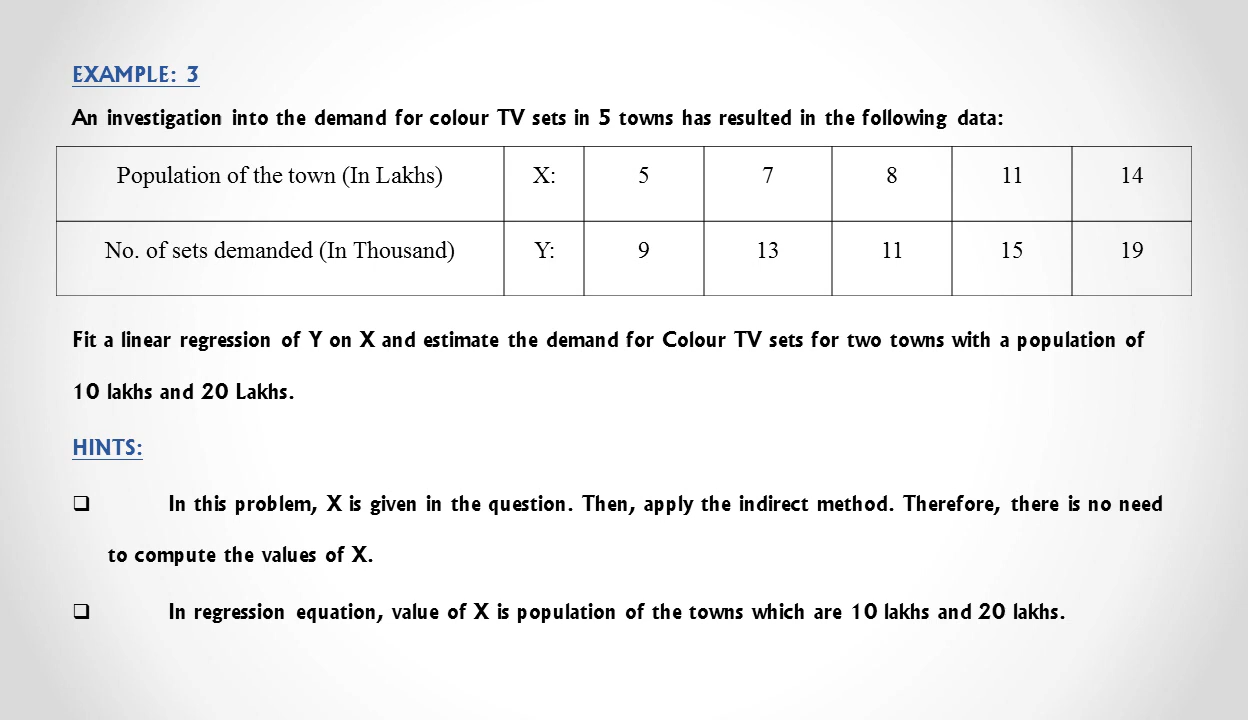 EXAMPLE: 3
An investigation into the demand for colour TV sets in 5 towns has resulted in the following data:
Population of the town (In Lakhs) X: 5 7 8 11 14
No. of sets demanded (In Thousand) Y: 9 13 11 15 19
Fit a linear regression of Y on X and estimate the demand for Colour TV sets for two towns with a population of
10 lakhs and 20 Lakhs.
HINTS:
❑ In this problem, X is given in the question. Then, apply the indirect method. Therefore, there is no need
to compute the values of X.
❑ In regression equation, value of X is population of the towns which are 10 lakhs and 20 lakhs.